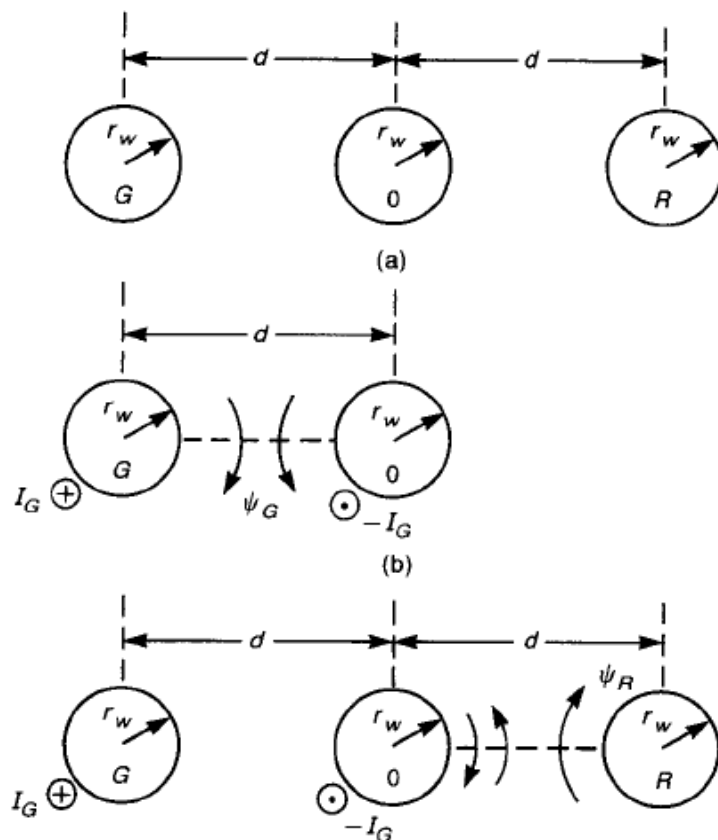 d d
r_w r_w r_w
G 0 R
(a)
d
r_w r_w
G 0
I_G ψ_G -I_G
(b)
d d
ψ_R
r_w r_w r_w
G 0 R
I_G -I_G